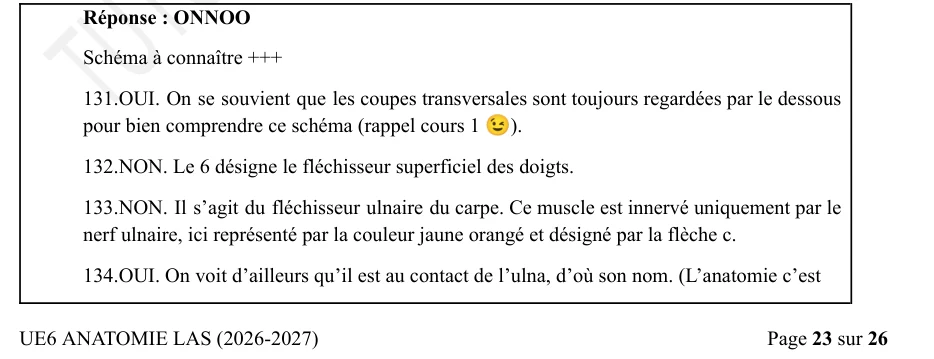 Réponse : ONNOO
Schéma à connaître +++
131.OUI. On se souvient que les coupes transversales sont toujours regardées par le dessous
pour bien comprendre ce schéma (rappel cours 1 😉).
132.NON. Le 6 désigne le fléchisseur superficiel des doigts.
133.NON. Il s’agit du fléchisseur ulnaire du carpe. Ce muscle est innervé uniquement par le
nerf ulnaire, ici représenté par la couleur jaune orangé et désigné par la flèche c.
134.OUI. On voit d’ailleurs qu’il est au contact de l’ulna, d’où son nom. (L’anatomie c’est
UE6 ANATOMIE LAS (2026-2027)
Page 23 sur 26